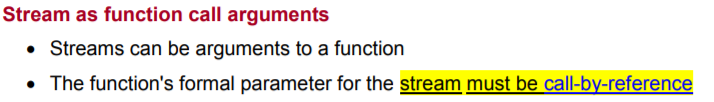 Stream as function call arguments
• Streams can be arguments to a function
• The function's formal parameter for the stream must be call-by-reference